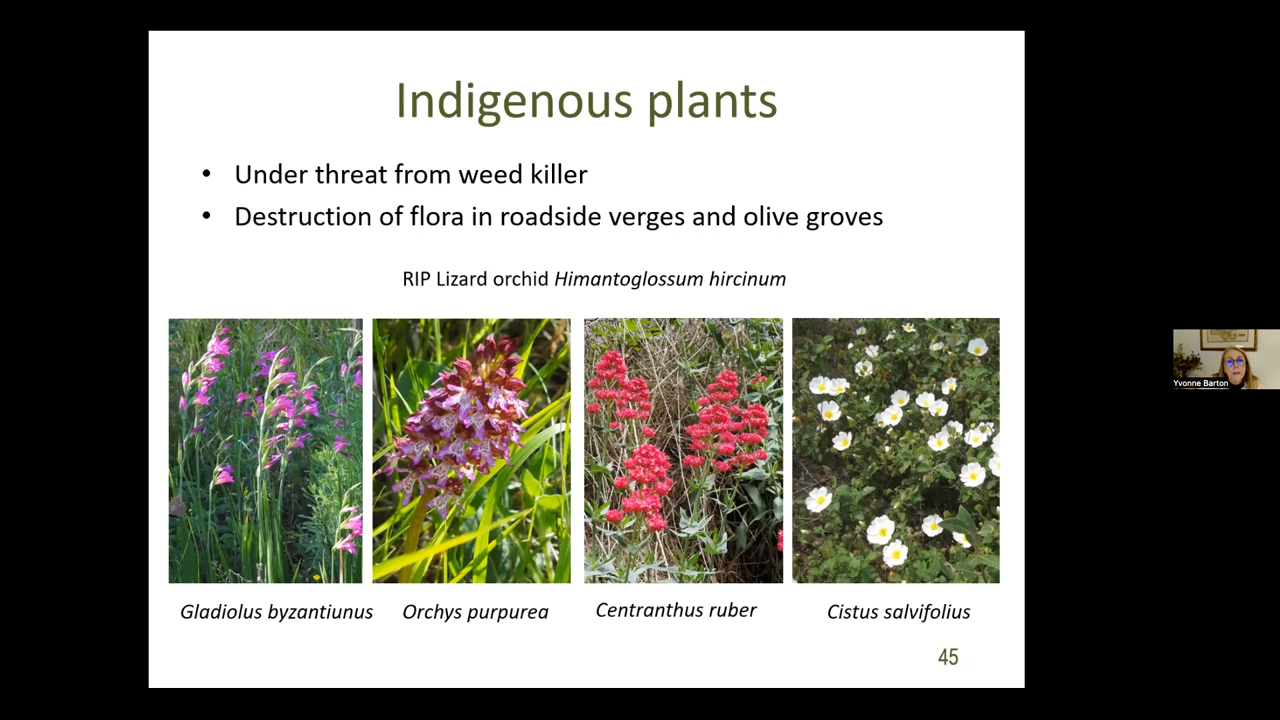 Indigenous plants
• Under threat from weed killer
• Destruction of flora in roadside verges and olive groves
RIP Lizard orchid Himantoglossum hircinum
Gladiolus byzantiunus
Orchys purpurea
Centranthus ruber
Cistus salvifolius
45
Yvonne Barton